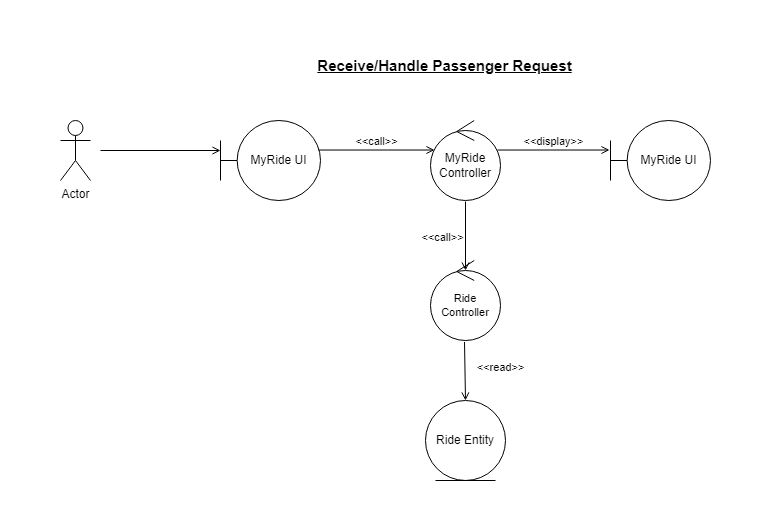 Receive/Handle Passenger Request
Actor
MyRide UI
<<call>>
MyRide
Controller
<<display>>
MyRide UI
<<call>>
Ride
Controller
<<read>>
Ride Entity